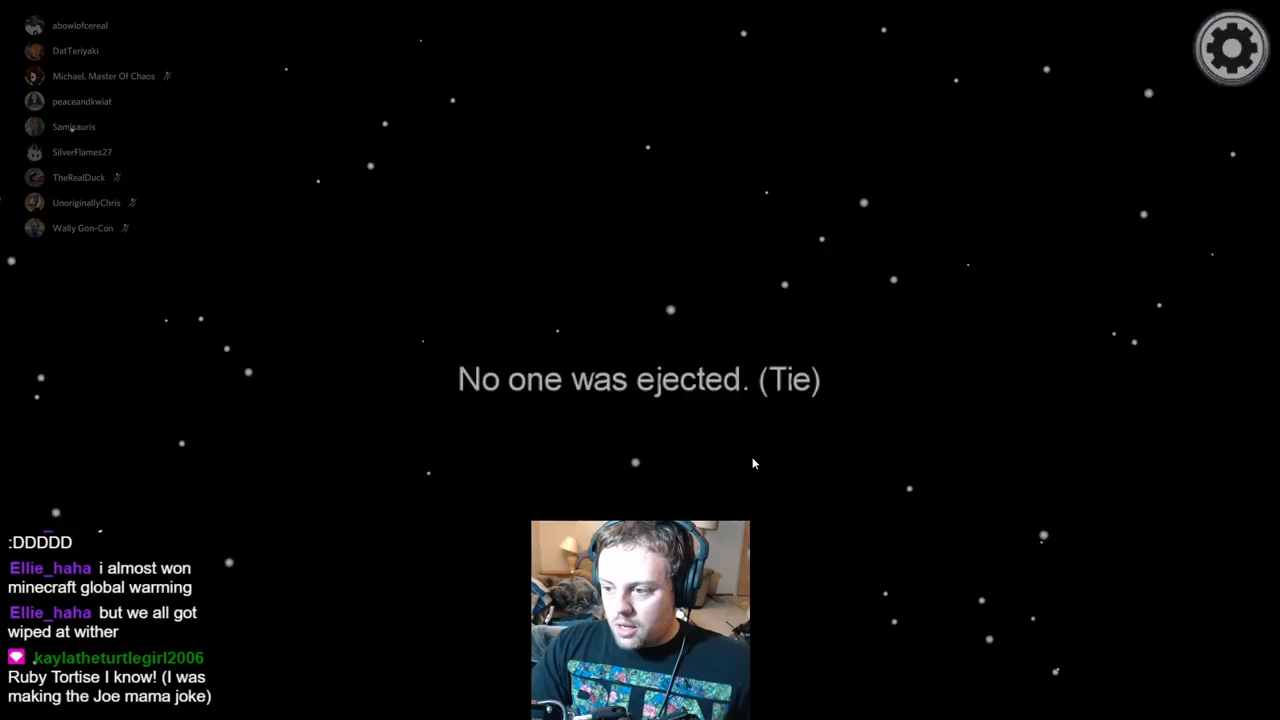 abowlofcereal
DatTeriyaki
Michael, Master Of Chaos
peaceandkwiat
Samisauris
SilverFlames27
TheRealDuck
UnoriginallyChris
Wally Gon-Con
No one was ejected. (Tie)
:DDDDD
Ellie_haha i almost won
minecraft global warming
Ellie_haha but we all got
wiped at wither
kaylatheturtlegirl2006
Ruby Tortise I know! (I was
making the Joe mama joke)